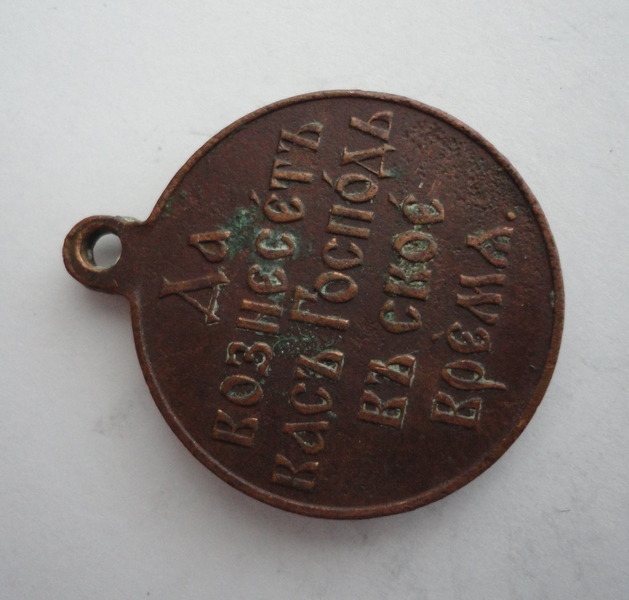 Да
вознесетъ
васъ Господь
въ свое
время.